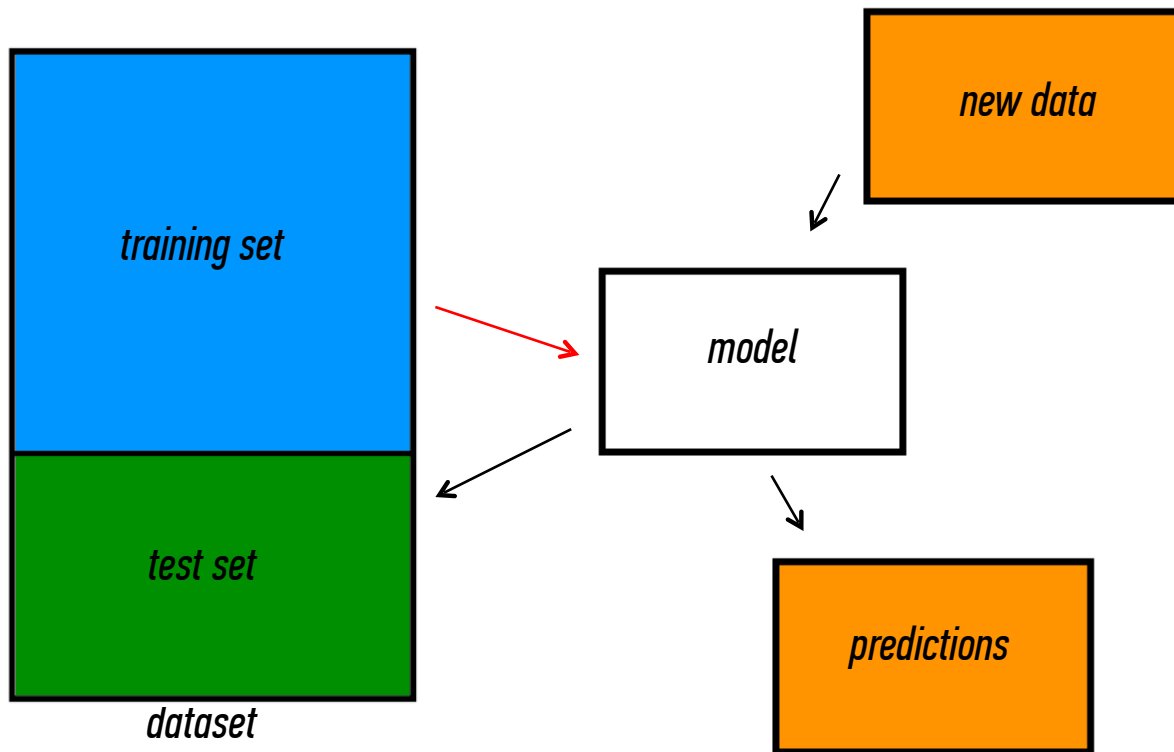 new data
training set
model
test set
predictions
dataset